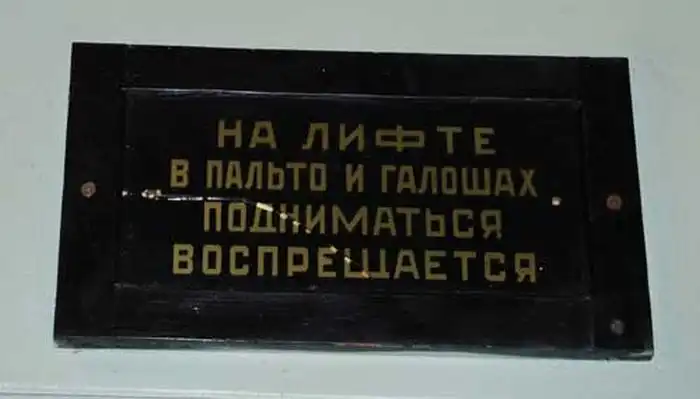 НА ЛИФТЕ
В ПАЛЬТО И ГАЛОШАХ
ПОДНИМАТЬСЯ
ВОСПРЕЩАЕТСЯ